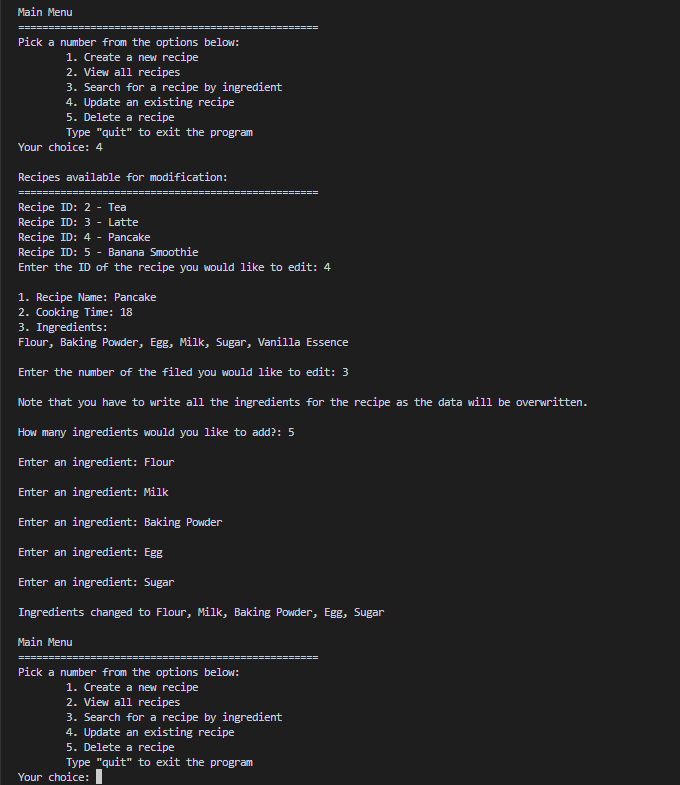 Main Menu
==================================================
Pick a number from the options below:
1. Create a new recipe
2. View all recipes
3. Search for a recipe by ingredient
4. Update an existing recipe
5. Delete a recipe
Type "quit" to exit the program
Your choice: 4
Recipes available for modification:
==================================================
Recipe ID: 2 - Tea
Recipe ID: 3 - Latte
Recipe ID: 4 - Pancake
Recipe ID: 5 - Banana Smoothie
Enter the ID of the recipe you would like to edit: 4
1. Recipe Name: Pancake
2. Cooking Time: 18
3. Ingredients:
Flour, Baking Powder, Egg, Milk, Sugar, Vanilla Essence
Enter the number of the filed you would like to edit: 3
Note that you have to write all the ingredients for the recipe as the data will be overwritten.
How many ingredients would you like to add?: 5
Enter an ingredient: Flour
Enter an ingredient: Milk
Enter an ingredient: Baking Powder
Enter an ingredient: Egg
Enter an ingredient: Sugar
Ingredients changed to Flour, Milk, Baking Powder, Egg, Sugar
Main Menu
==================================================
Pick a number from the options below:
1. Create a new recipe
2. View all recipes
3. Search for a recipe by ingredient
4. Update an existing recipe
5. Delete a recipe
Type "quit" to exit the program
Your choice: